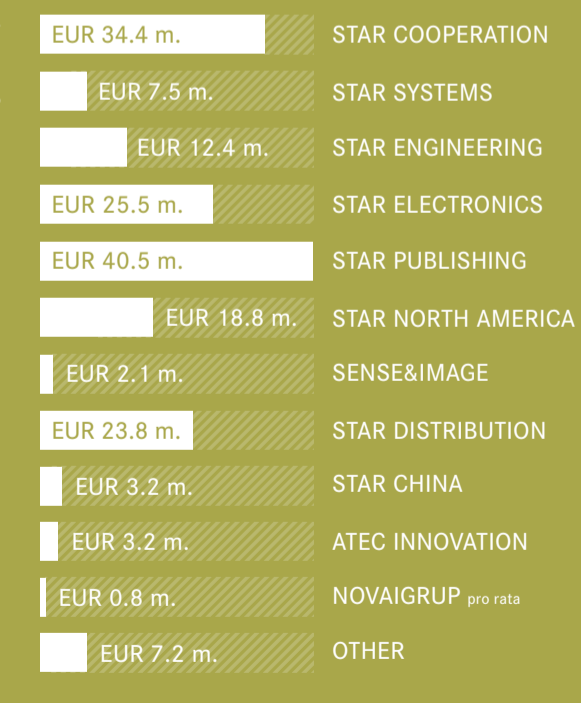 EUR 34.4 m. STAR COOPERATION
EUR 7.5 m. STAR SYSTEMS
EUR 12.4 m. STAR ENGINEERING
EUR 25.5 m. STAR ELECTRONICS
EUR 40.5 m. STAR PUBLISHING
EUR 18.8 m. STAR NORTH AMERICA
EUR 2.1 m. SENSE&IMAGE
EUR 23.8 m. STAR DISTRIBUTION
EUR 3.2 m. STAR CHINA
EUR 3.2 m. ATEC INNOVATION
EUR 0.8 m. NOVAIGRUP pro rata
EUR 7.2 m. OTHER